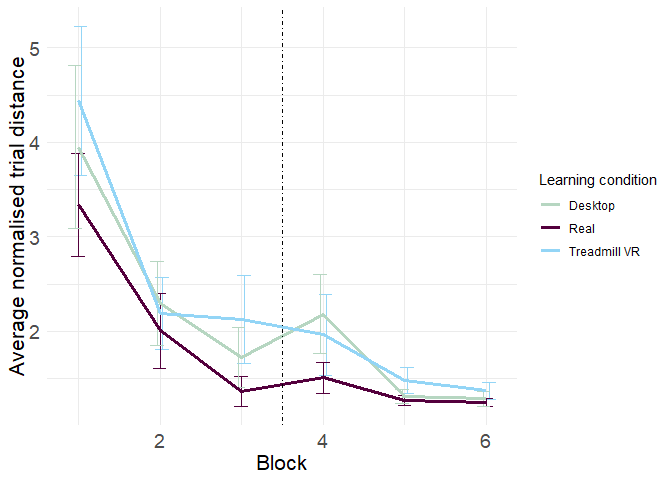 Average normalised trial distance
5
4
3
2
2
4
6
Block
Learning condition
Desktop
Real
Treadmill VR